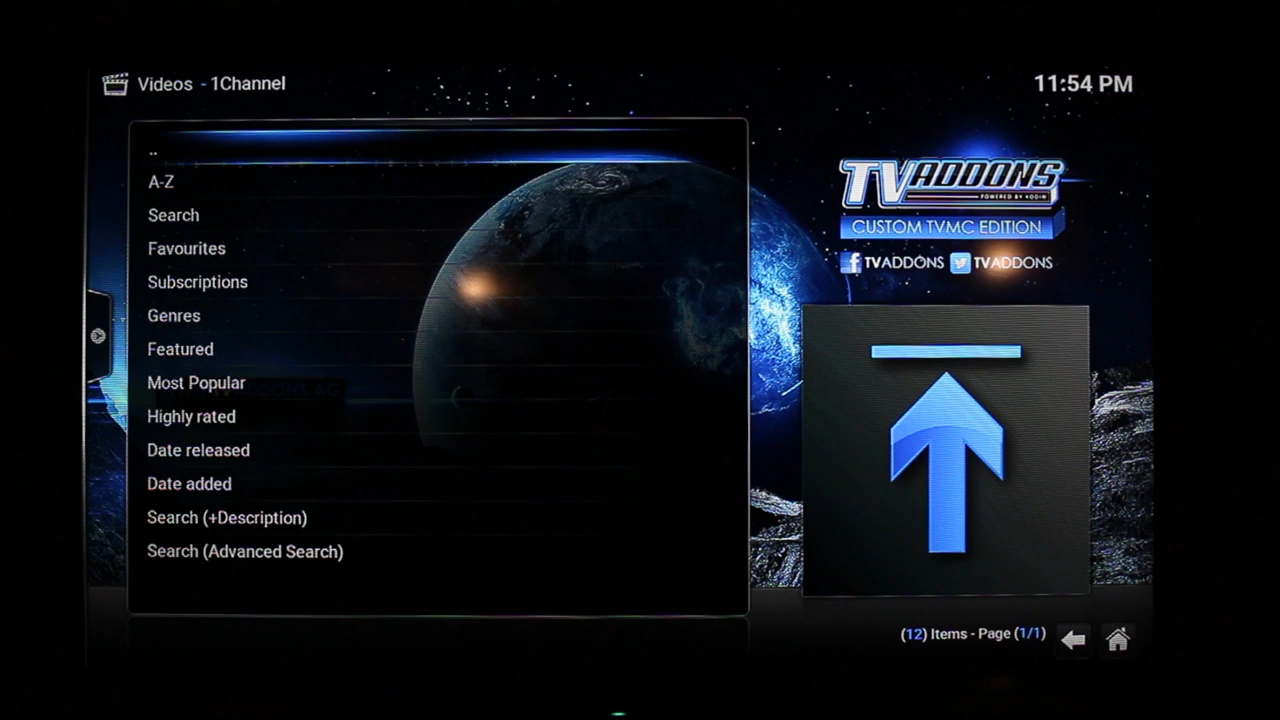 Videos - 1Channel
11:54 PM
..
A-Z
Search
Favourites
Subscriptions
Genres
Featured
Most Popular
Highly rated
Date released
Date added
Search (+Description)
Search (Advanced Search)
TVADDONS
POWERED BY XODI
CUSTOM TVMC EDITION
f TVADDONS TVADDONS
(12) Items - Page (1/1)